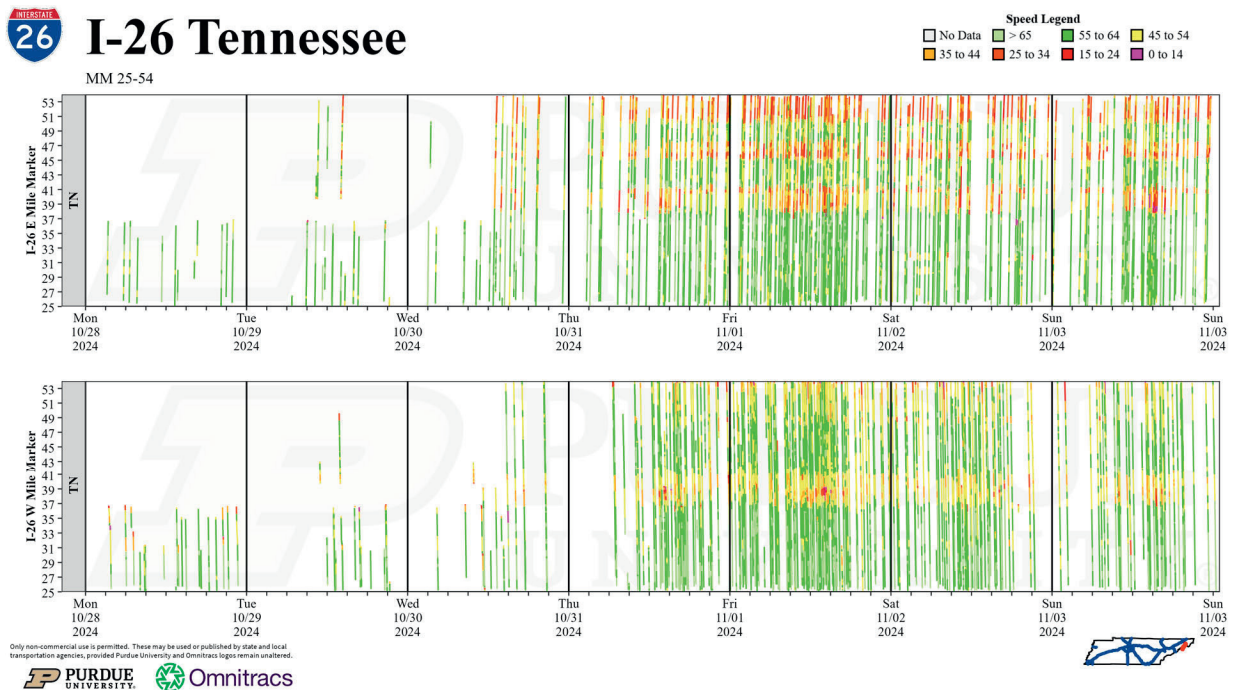 INTERSTATE
26
I-26 Tennessee
MM 25-54
Speed Legend
No Data > 65 55 to 64 45 to 54
35 to 44 25 to 34 15 to 24 0 to 14
I-26 E Mile Marker
TN
53
51
49
47
45
43
41
39
37
35
33
31
29
27
25
Mon Tue Wed Thu Fri Sat Sun Sun
10/28 10/29 10/30 10/31 11/01 11/02 11/03 11/03
2024 2024 2024 2024 2024 2024 2024 2024
I-26 W Mile Marker
TN
53
51
49
47
45
43
41
39
37
35
33
31
29
27
25
Mon Tue Wed Thu Fri Sat Sun Sun
10/28 10/29 10/30 10/31 11/01 11/02 11/03 11/03
2024 2024 2024 2024 2024 2024 2024 2024
Only non-commercial use is permitted. These may be used or published by state and local
transportation agencies, provided Purdue University and Omnitracs logos remain unaltered.
P PURDUE
UNIVERSITY.
Omnitracs